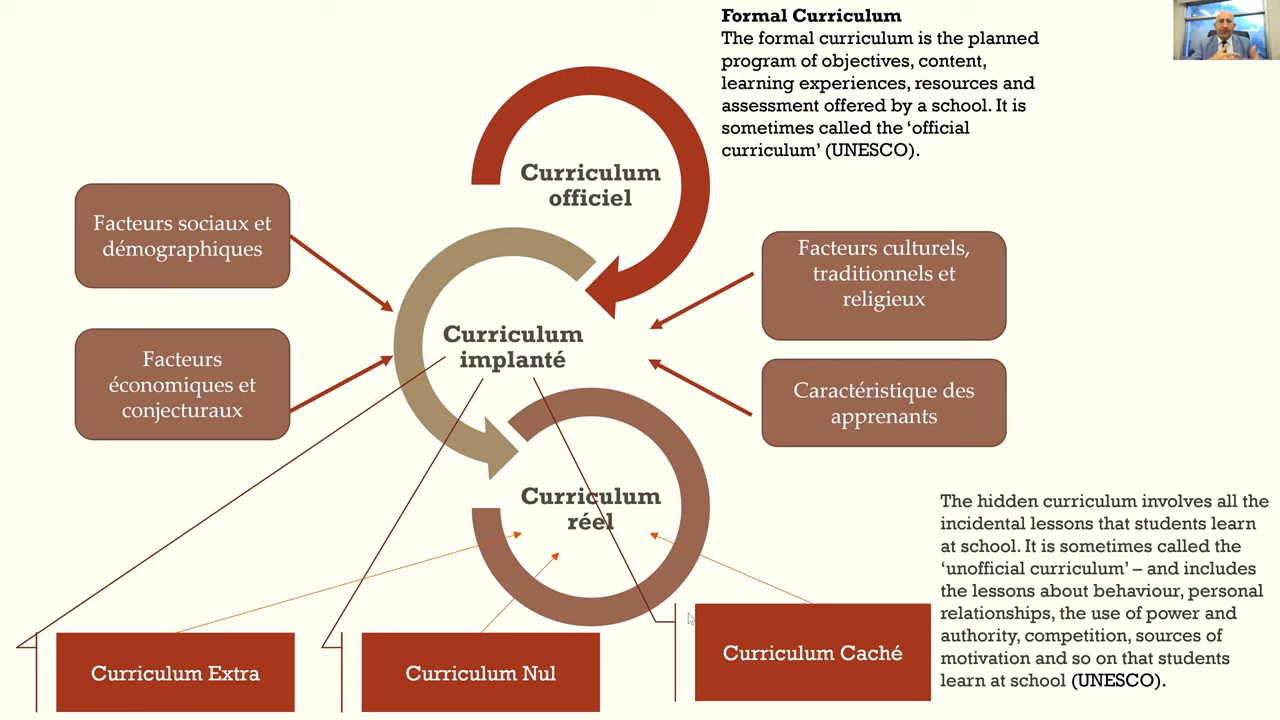 Formal Curriculum
The formal curriculum is the planned
program of objectives, content,
learning experiences, resources and
assessment offered by a school. It is
sometimes called the ‘official
curriculum’ (UNESCO).
Curriculum
officiel
Facteurs sociaux et
démographiques
Facteurs culturels,
traditionnels et
religieux
Curriculum
implanté
Facteurs
économiques et
conjecturaux
Caractéristique des
apprenants
Curriculum
réel
The hidden curriculum involves all the
incidental lessons that students learn
at school. It is sometimes called the
‘unofficial curriculum’ – and includes
the lessons about behaviour, personal
relationships, the use of power and
authority, competition, sources of
motivation and so on that students
learn at school (UNESCO).
Curriculum Extra
Curriculum Nul
Curriculum Caché